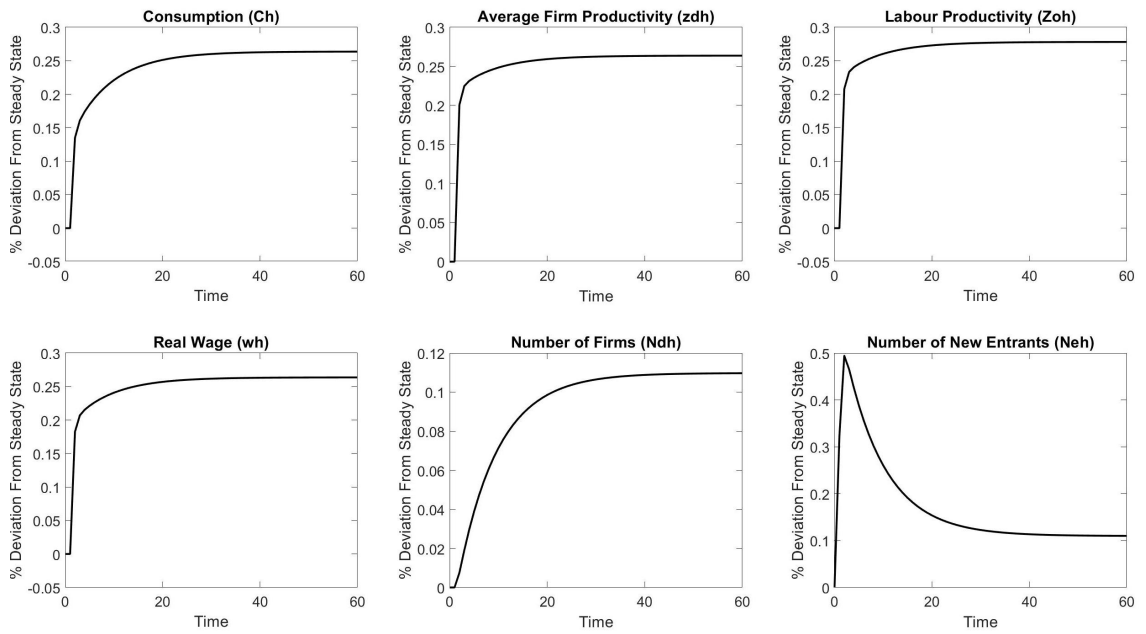 Consumption (Ch)
% Deviation From Steady State
0.3
0.25
0.2
0.15
0.1
0.05
0
-0.05
0 20 40 60
Time
Average Firm Productivity (zdh)
% Deviation From Steady State
0.3
0.25
0.2
0.15
0.1
0.05
0
0 20 40 60
Time
Labour Productivity (Zoh)
% Deviation From Steady State
0.3
0.25
0.2
0.15
0.1
0.05
0
-0.05
0 20 40 60
Time
Real Wage (wh)
% Deviation From Steady State
0.3
0.25
0.2
0.15
0.1
0.05
0
-0.05
0 20 40 60
Time
Number of Firms (Ndh)
% Deviation From Steady State
0.12
0.1
0.08
0.06
0.04
0.02
0
0 20 40 60
Time
Number of New Entrants (Neh)
% Deviation From Steady State
0.5
0.4
0.3
0.2
0.1
0
0 20 40 60
Time